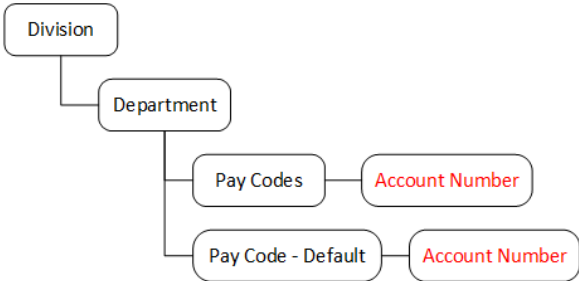 Division
Department
Pay Codes
Account Number
Pay Code - Default
Account Number